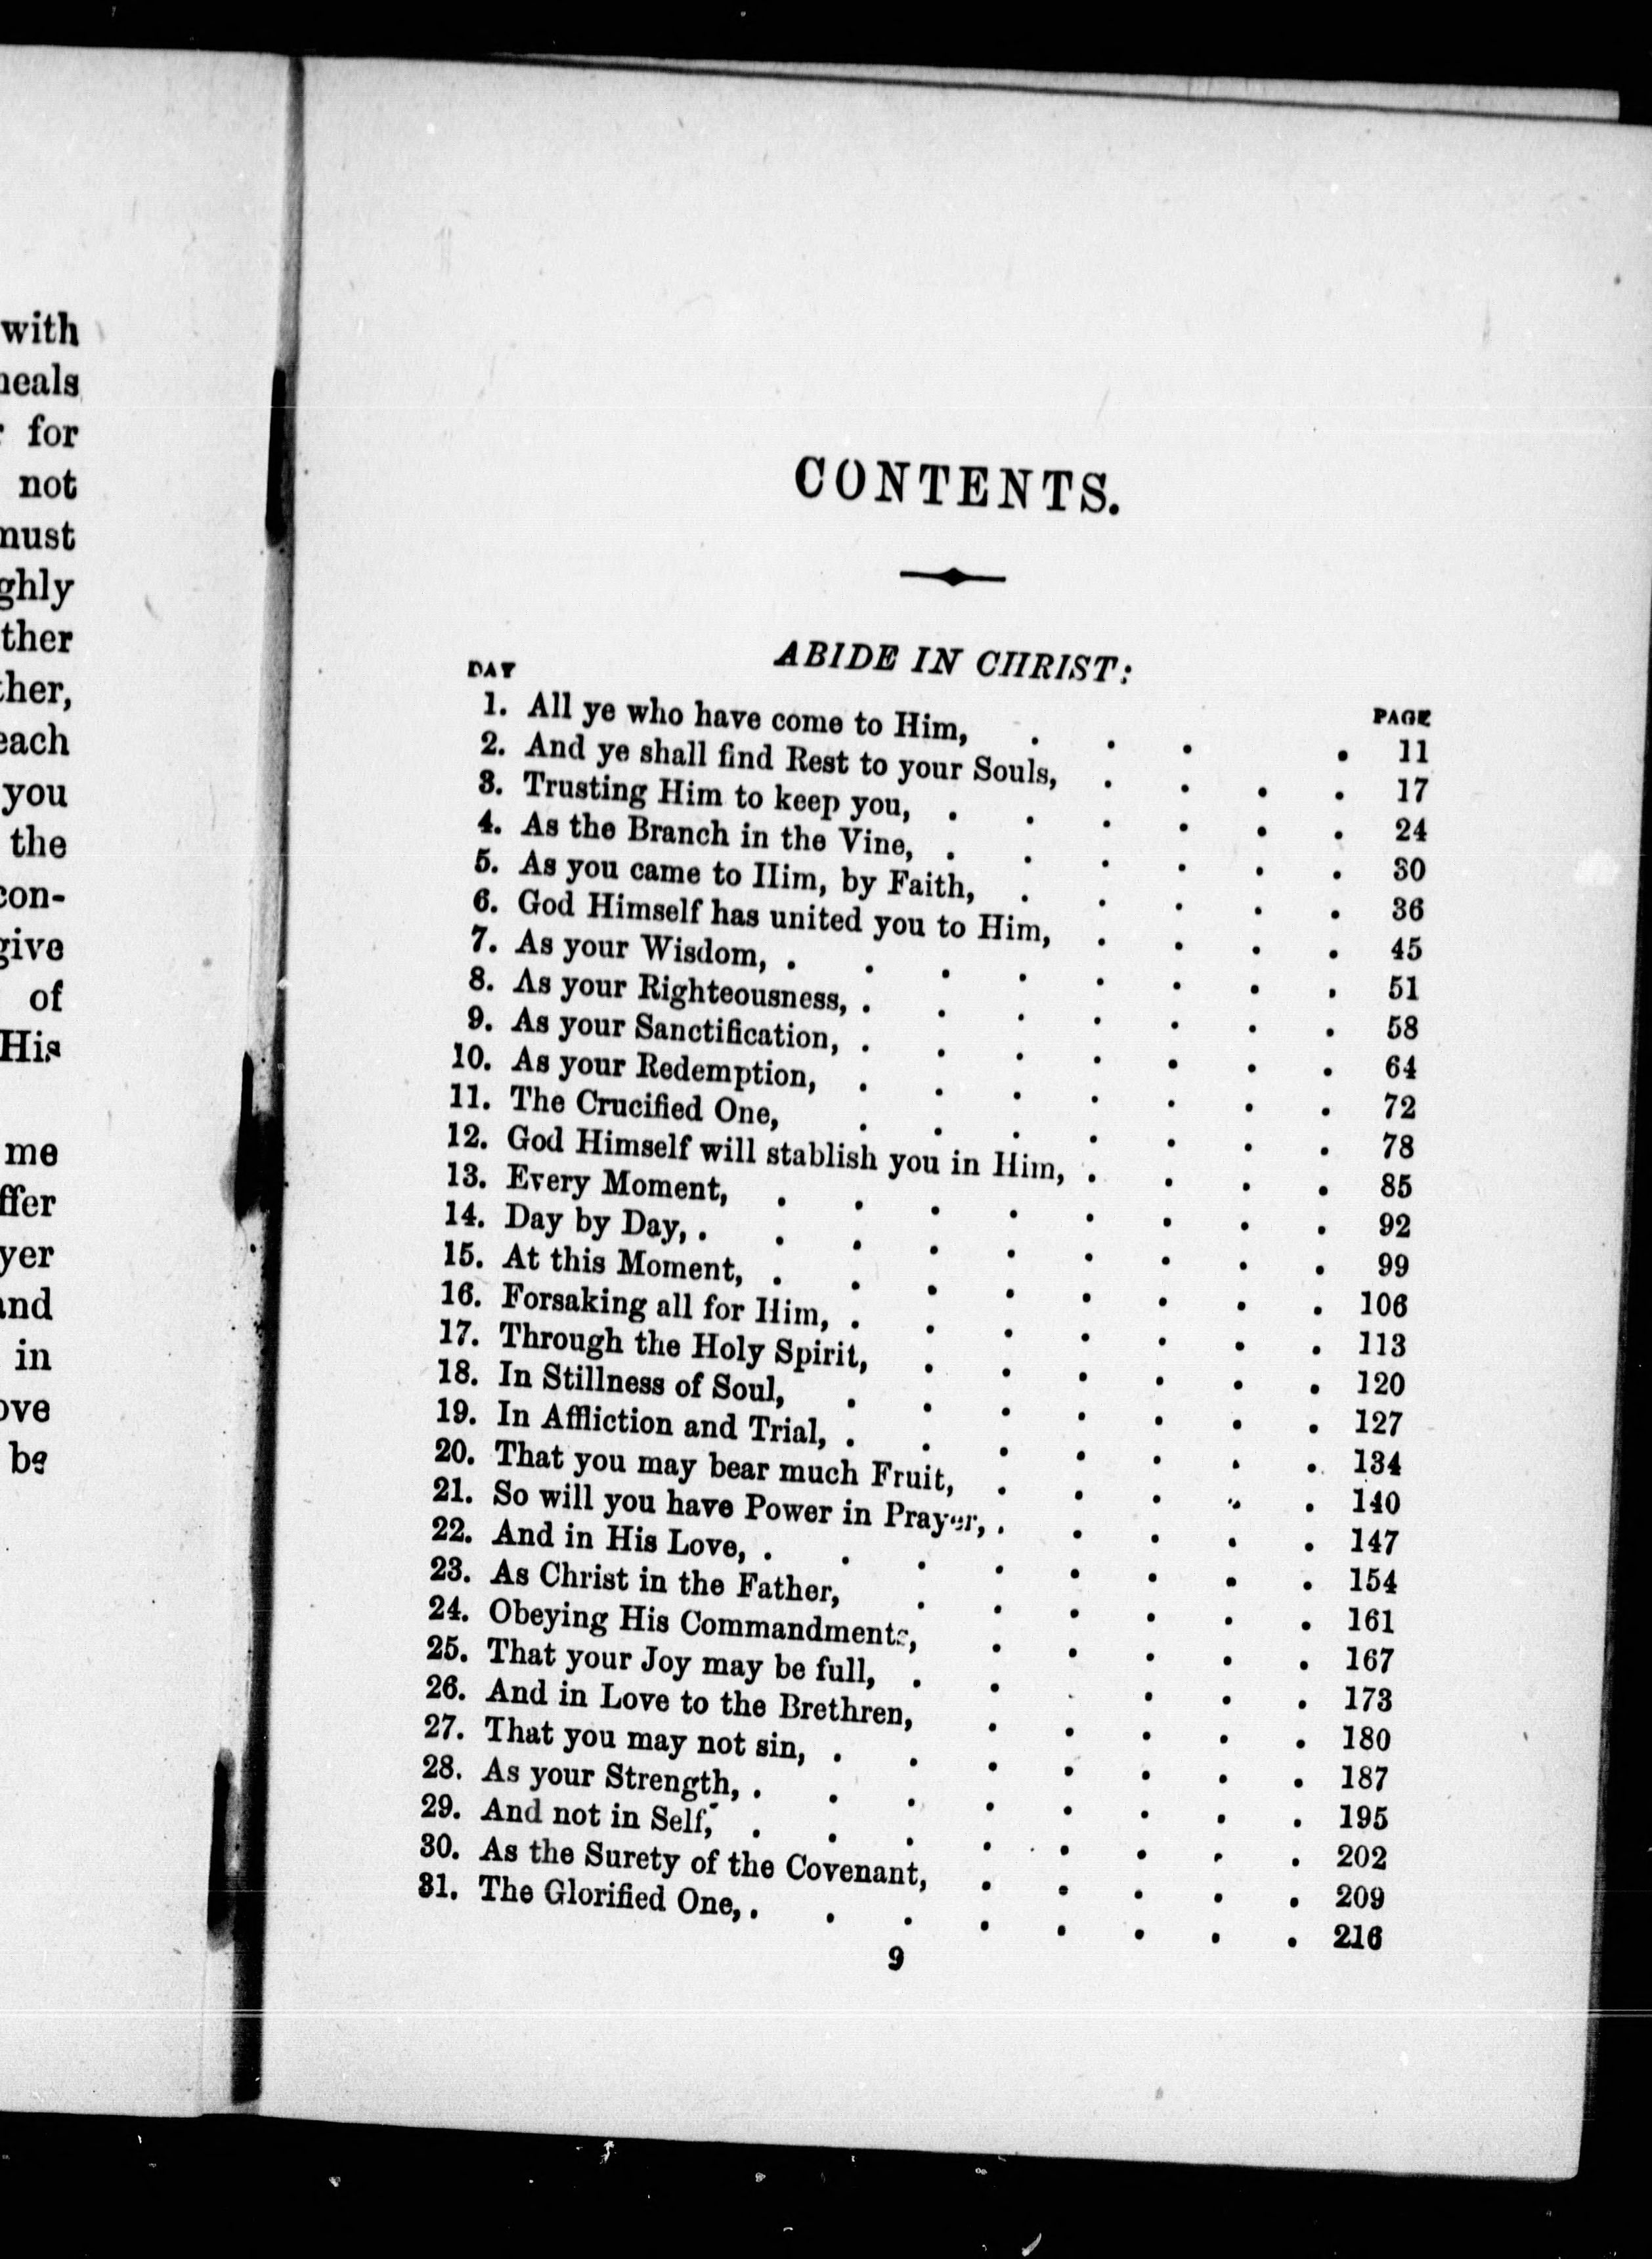 with
heals
for
not
must
ghly
ther
ther,
each
you
the
con-
give
of
His
me
ffer
yer
and
in
ove
be
CONTENTS.
ABIDE IN CHRIST:
DAY PAGE
1. All ye who have come to Him, . . . . 11
2. And ye shall find Rest to your Souls, . . . . 17
3. Trusting Him to keep you, . . . . . . 24
4. As the Branch in the Vine, . . . . . . 30
5. As you came to Him, by Faith, . . . . . 36
6. God Himself has united you to Him, . . . . 45
7. As your Wisdom, . . . . . . . . 51
8. As your Righteousness, . . . . . . . 58
9. As your Sanctification, . . . . . . . 64
10. As your Redemption, . . . . . . . 72
11. The Crucified One, . . . . . . . 78
12. God Himself will stablish you in Him, . . . . 85
13. Every Moment, . . . . . . . . 92
14. Day by Day, . . . . . . . . . 99
15. At this Moment, . . . . . . . . 106
16. Forsaking all for Him, . . . . . . . 113
17. Through the Holy Spirit, . . . . . . 120
18. In Stillness of Soul, . . . . . . . 127
19. In Affliction and Trial, . . . . . . . 134
20. That you may bear much Fruit, . . . . . 140
21. So will you have Power in Prayer, . . . . . 147
22. And in His Love, . . . . . . . . 154
23. As Christ in the Father, . . . . . . 161
24. Obeying His Commandments, . . . . . 167
25. That your Joy may be full, . . . . . . 173
26. And in Love to the Brethren, . . . . . 180
27. That you may not sin, . . . . . . . 187
28. As your Strength, . . . . . . . . 195
29. And not in Self, . . . . . . . . 202
30. As the Surety of the Covenant, . . . . . 209
31. The Glorified One, . . . . . . . . 216
9